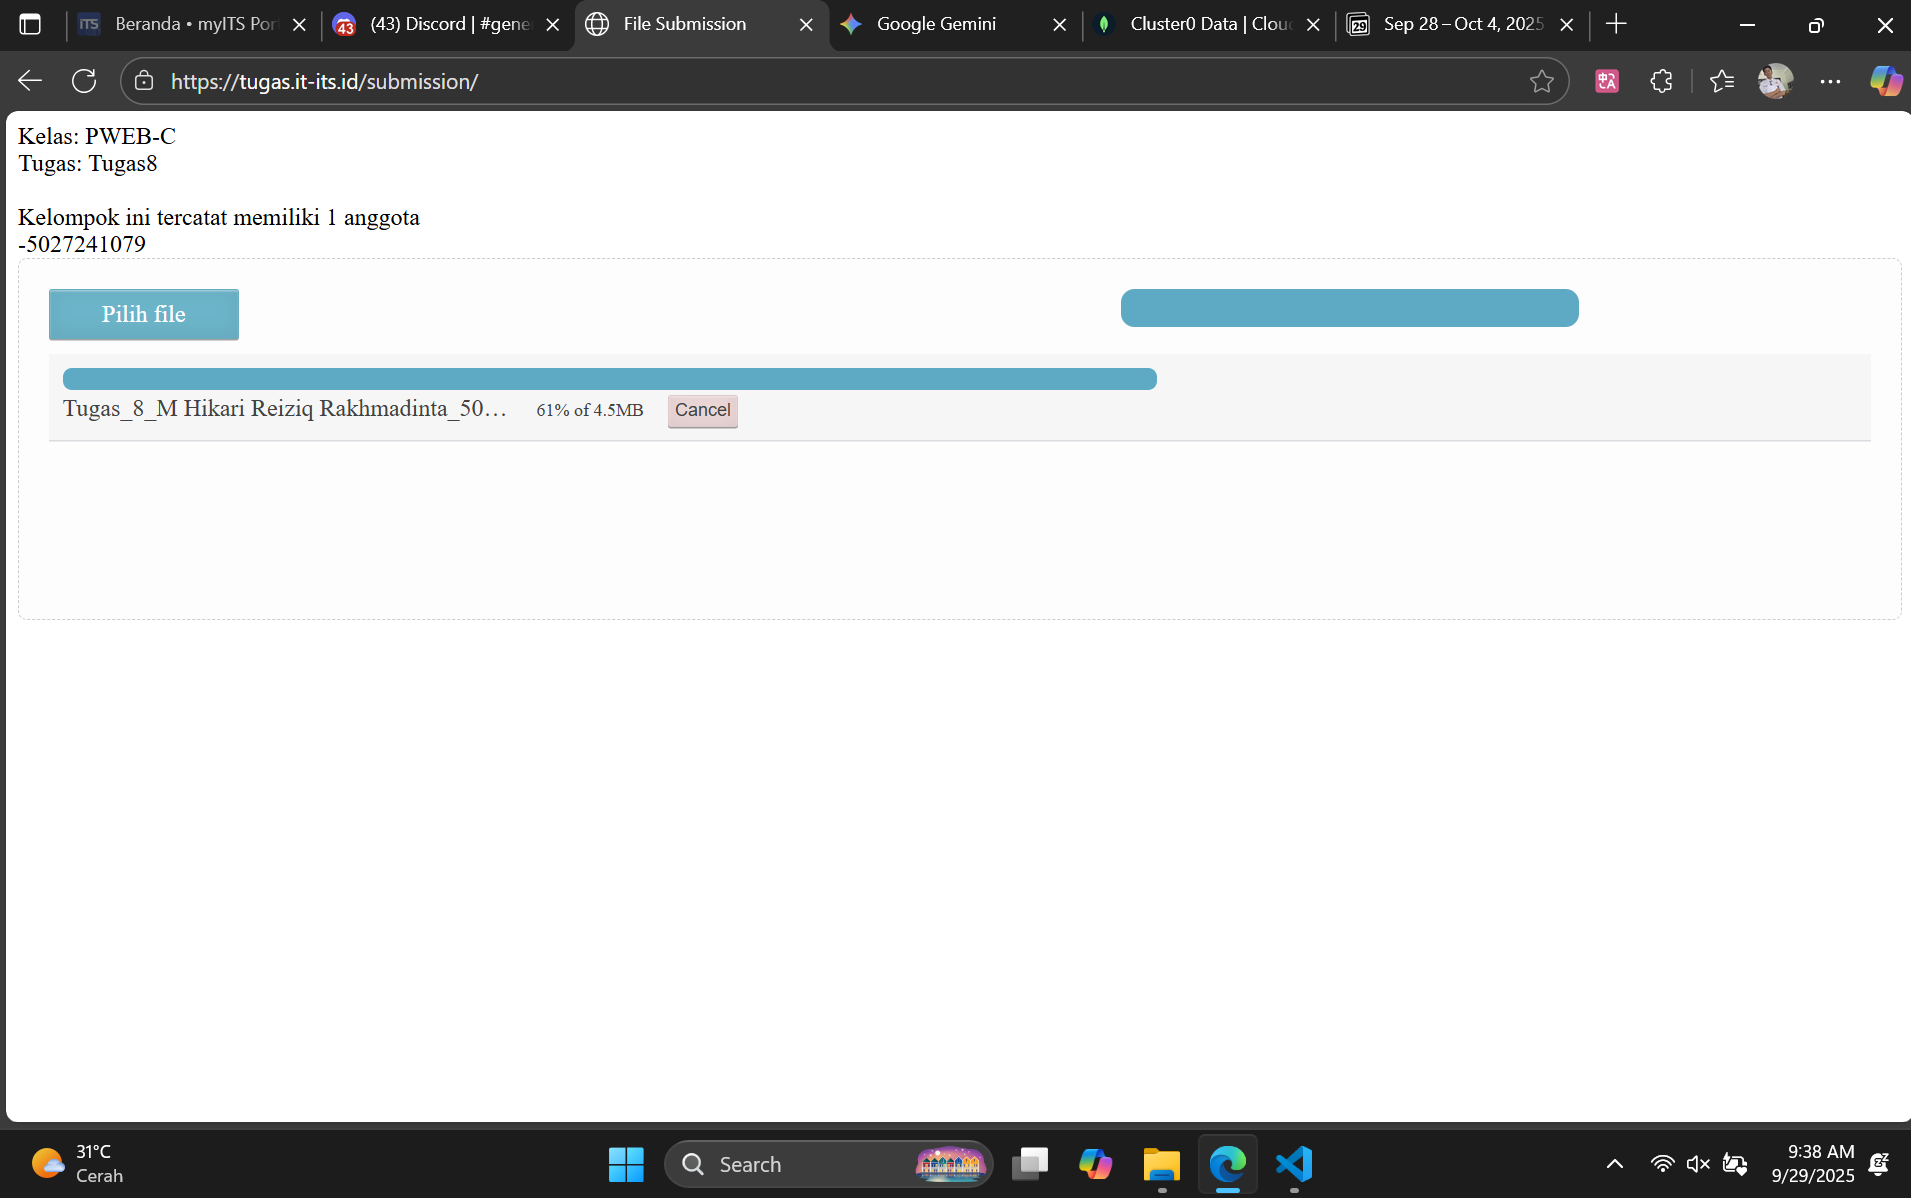 Beranda • myITS Por
(43) Discord | #gene
File Submission
Google Gemini
Cluster0 Data | Clou
Sep 28 – Oct 4, 2025
https://tugas.it-its.id/submission/
Kelas: PWEB-C
Tugas: Tugas8
Kelompok ini tercatat memiliki 1 anggota
-5027241079
Pilih file
Tugas_8_M Hikari Reiziq Rakhmadinta_50…
61% of 4.5MB
Cancel
31°C
Cerah
Search
9:38 AM
9/29/2025